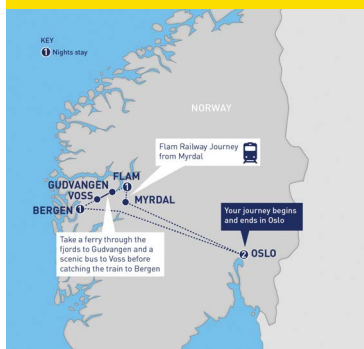 KEY
1 Nights stay
NORWAY
Flam Railway Journey
from Myrdal
FLAM
1
GUDVANGEN
VOSS
MYRDAL
BERGEN 1
Your journey begins
and ends in Oslo
Take a ferry through the
fjords to Gudvangen and a
scenic bus to Voss before
catching the train to Bergen
2 OSLO